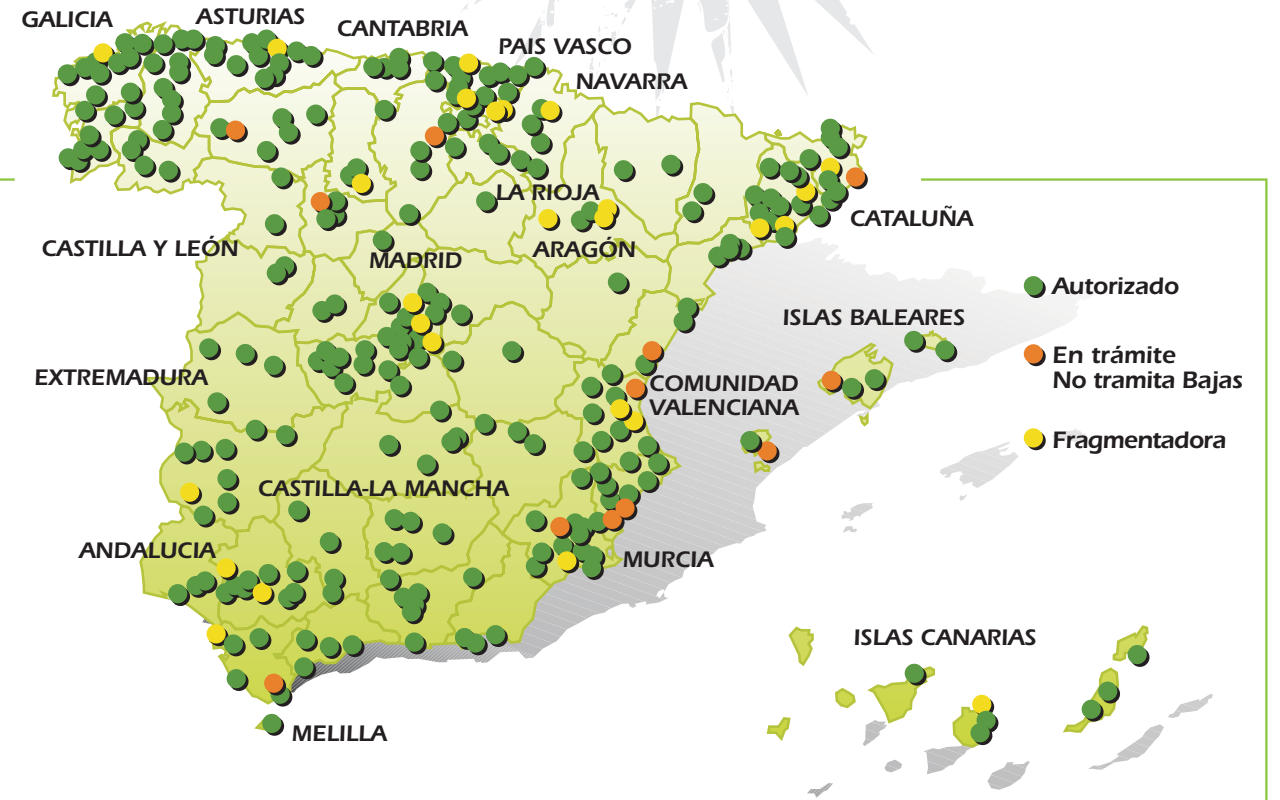 GALICIA
ASTURIAS
CANTABRIA
PAIS VASCO
NAVARRA
LA RIOJA
CATALUÑA
CASTILLA Y LEÓN
MADRID
ARAGÓN
Autorizado
ISLAS BALEARES
En trámite
No tramita Bajas
EXTREMADURA
COMUNIDAD
VALENCIANA
Fragmentadora
CASTILLA-LA MANCHA
ANDALUCIA
MURCIA
ISLAS CANARIAS
MELILLA